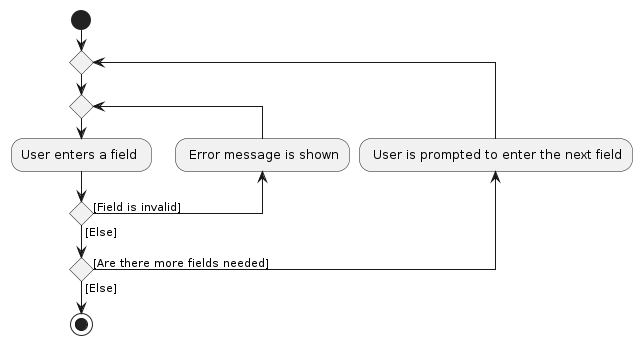 User enters a field
Error message is shown
User is prompted to enter the next field
[Field is invalid]
[Else]
[Are there more fields needed]
[Else]